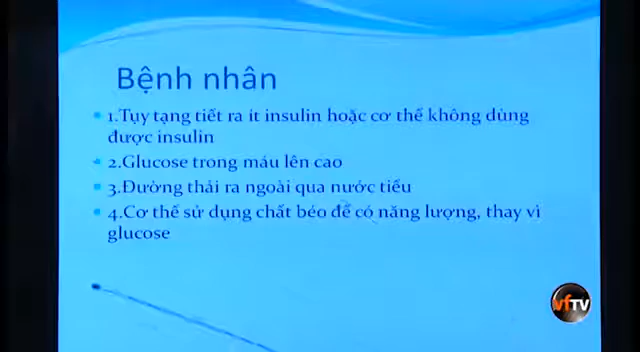 Bệnh nhân
1.Tụy tạng tiết ra ít insulin hoặc cơ thể không dùng
được insulin
2.Glucose trong máu lên cao
3.Đường thải ra ngoài qua nước tiểu
4.Cơ thể sử dụng chất béo để có năng lượng, thay vì
glucose
vfTV